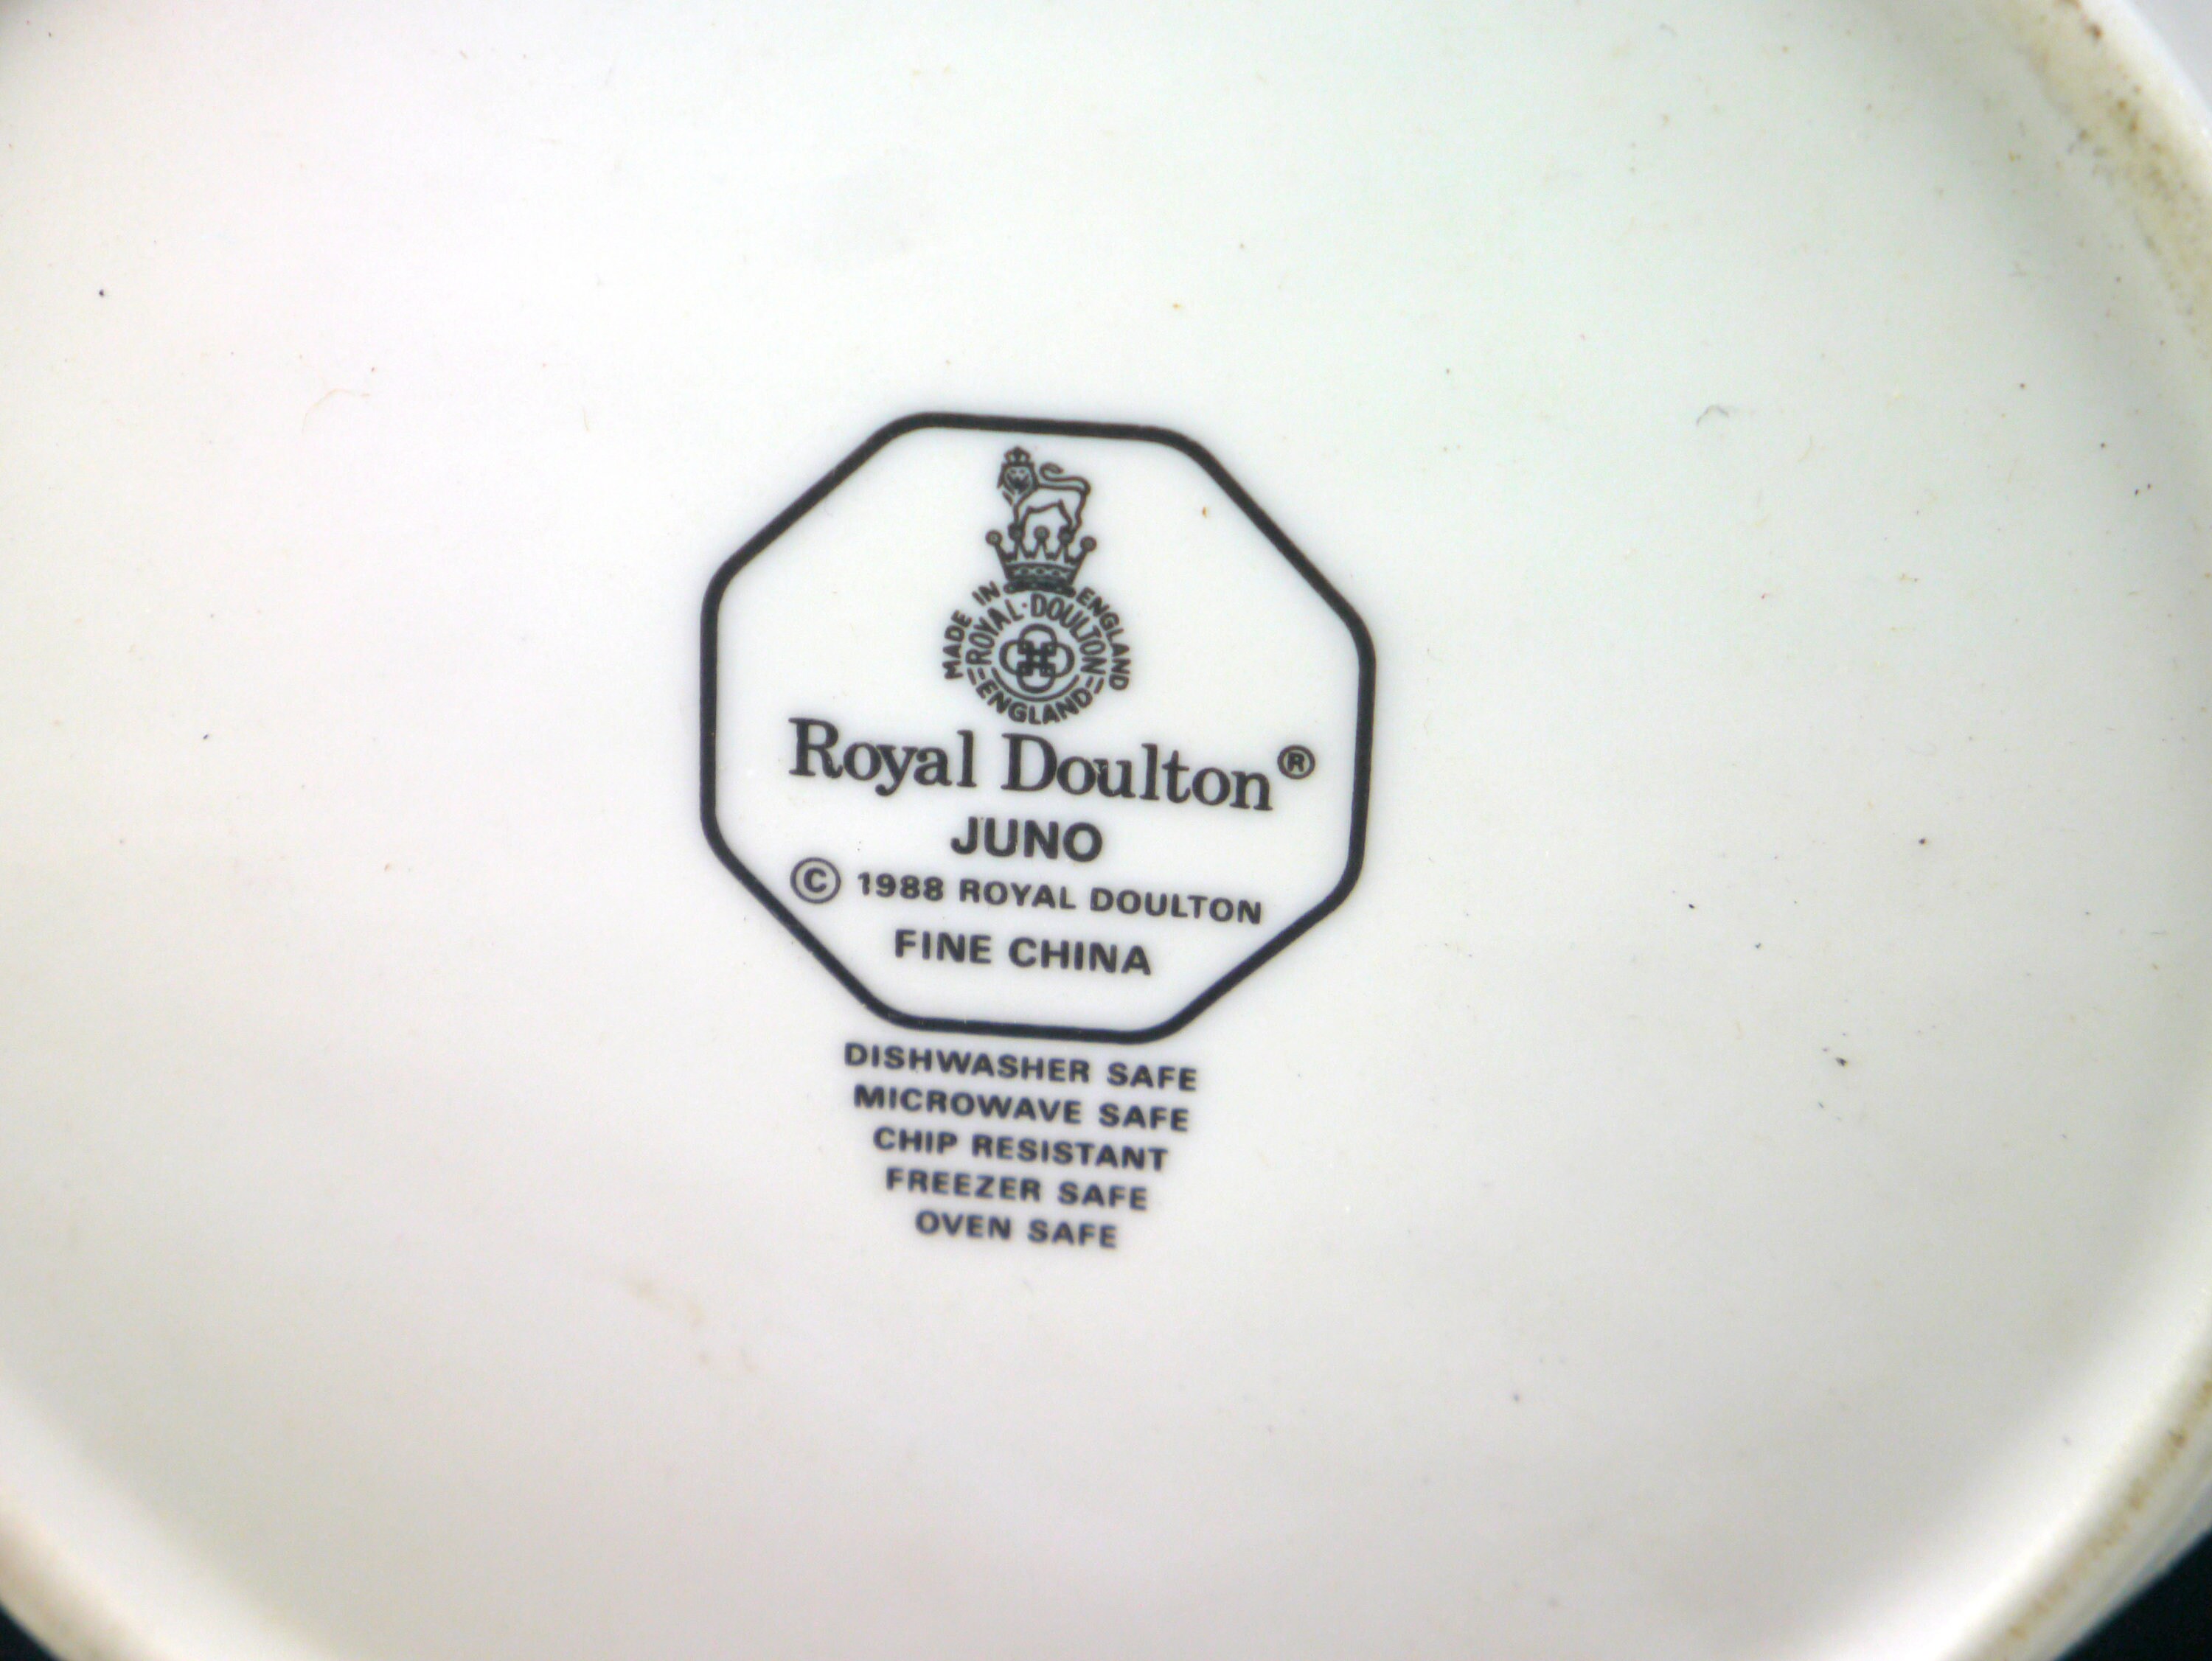 MADE IN ENGLAND
ROYAL·DOULTON
ENGLAND
Royal Doulton®
JUNO
© 1988 ROYAL DOULTON
FINE CHINA
DISHWASHER SAFE
MICROWAVE SAFE
CHIP RESISTANT
FREEZER SAFE
OVEN SAFE